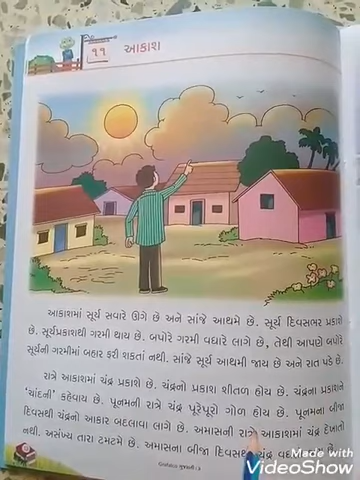 ૧૧ આકાશ
આકાશમાં સૂર્ય સવારે ઊગે છે અને સાંજે આથમે છે. સૂર્ય દિવસભર પ્રકાશે
છે. સૂર્યપ્રકાશથી ગરમી થાય છે. બપોરે ગરમી વધારે લાગે છે, તેથી આપણે બપોરે
સૂર્યની ગરમીમાં બહાર ફરી શકતાં નથી. સાંજે સૂર્ય આથમી જાય છે અને રાત પડે છે.
રાત્રે આકાશમાં ચંદ્ર પ્રકાશે છે. ચંદ્રનો પ્રકાશ શીતળ હોય છે. ચંદ્રના પ્રકાશને
'ચાંદની' કહેવાય છે. પૂનમની રાત્રે ચંદ્ર પૂરેપૂરો ગોળ હોય છે. પૂનમના બીજા
દિવસથી ચંદ્રનો આકાર બદલાવા લાગે છે. અમાસની રાત્રે આકાશમાં ચંદ્ર દેખાતો
નથી. અસંખ્ય તારા ટમટમે છે. અમાસના બીજા દિવસથી ચંદ્ર
Made with
VideoShow